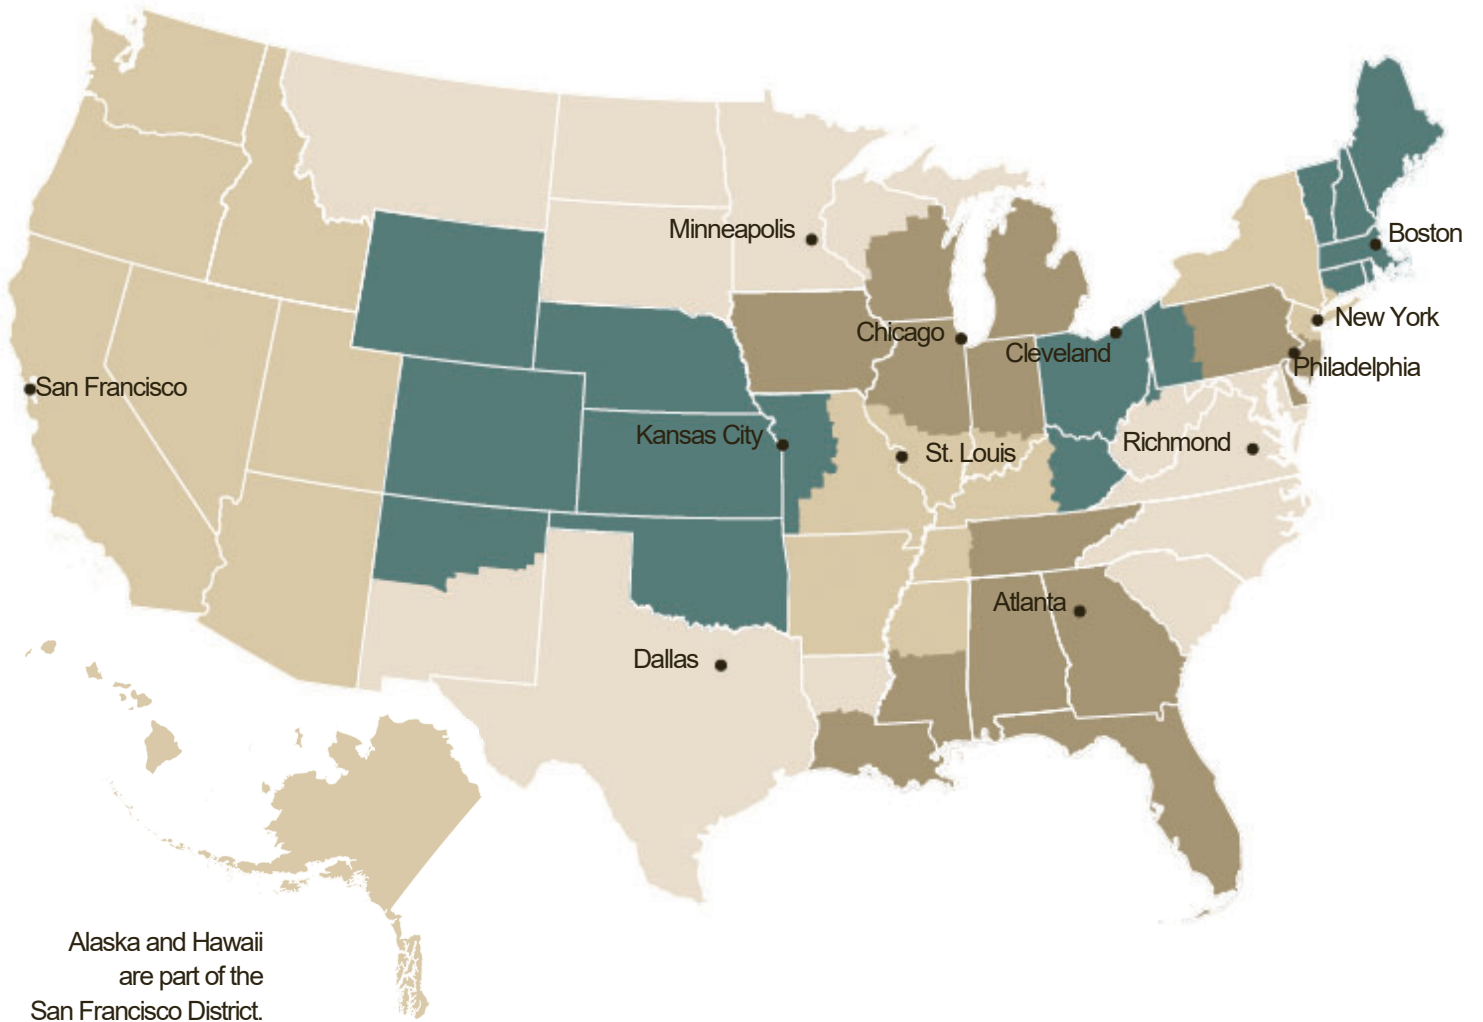 Minneapolis
Boston
New York
Chicago
Cleveland
Philadelphia
San Francisco
Kansas City
St. Louis
Richmond
Atlanta
Dallas
Alaska and Hawaii
are part of the
San Francisco District.